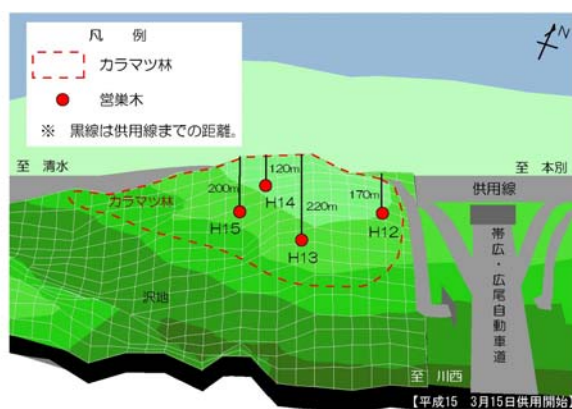 凡　例
カラマツ林
営巣木
※　黒線は供用線までの距離。
N
至　清水
至　本別
供用線
120m
200m
220m
170m
カラマツ林
H14
H15
H13
H12
沢地
帯広・広尾自動車道
至　川西
【平成15　3月15日供用開始】